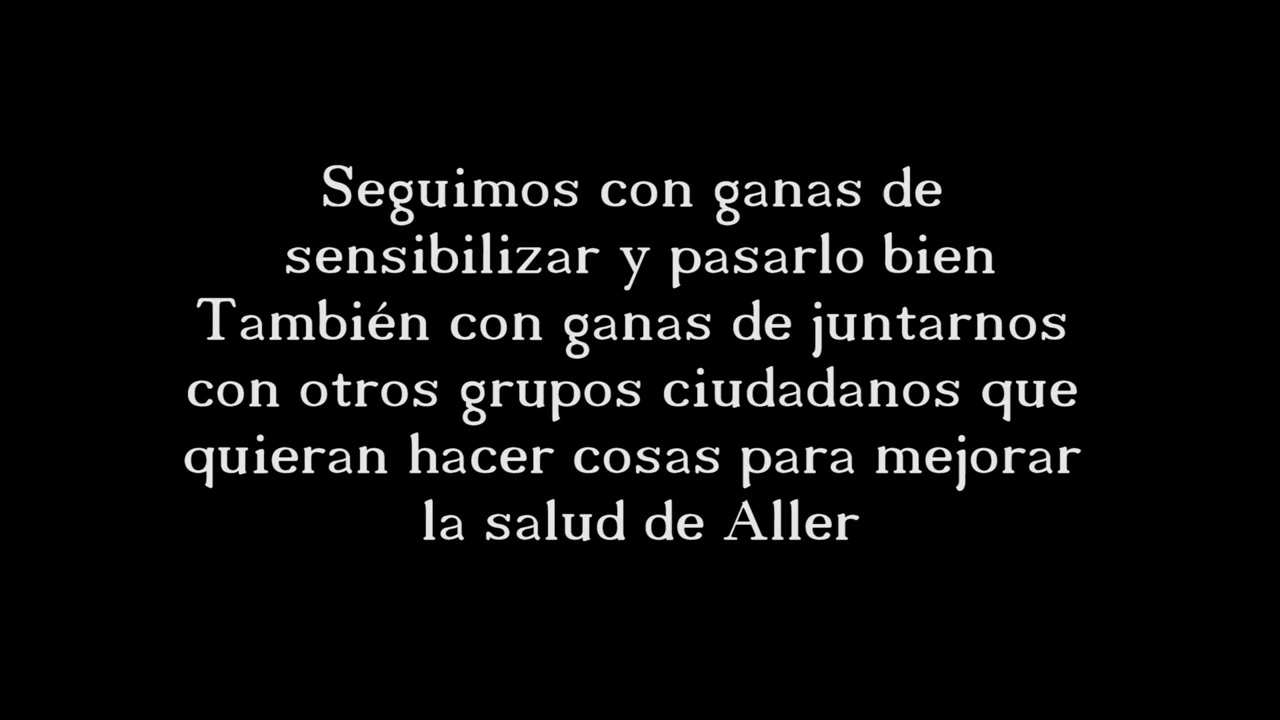 Seguimos con ganas de
sensibilizar y pasarlo bien
También con ganas de juntarnos
con otros grupos ciudadanos que
quieran hacer cosas para mejorar
la salud de Aller